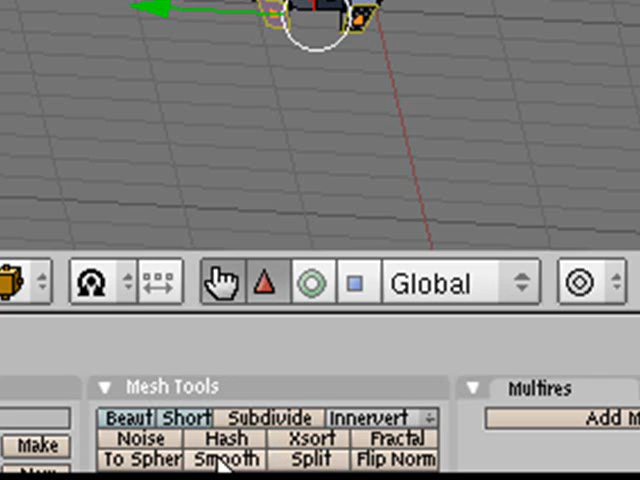 Global
Mesh Tools
Multires
Beaut Short Subdivide Innervert
Add M
Noise Hash Xsort Fractal
Make
To Spher Smooth Split Flip Norm